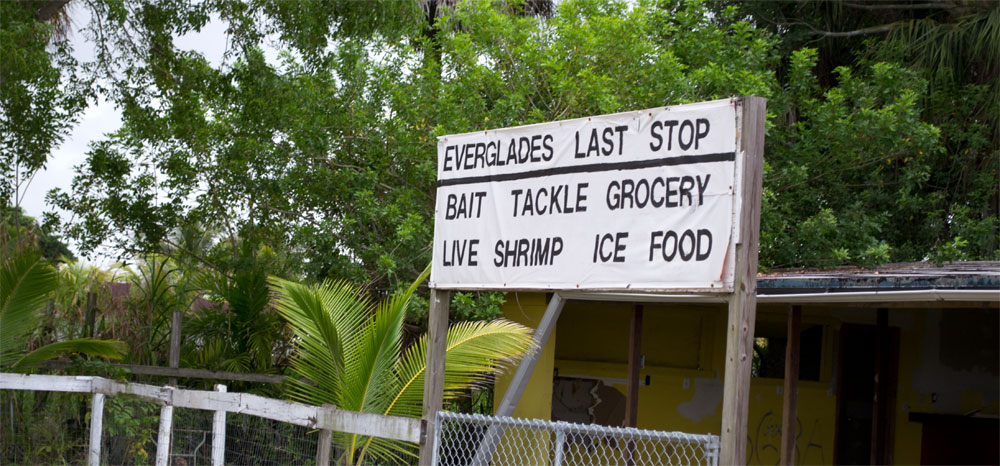 EVERGLADES LAST STOP
BAIT TACKLE GROCERY
LIVE SHRIMP ICE FOOD